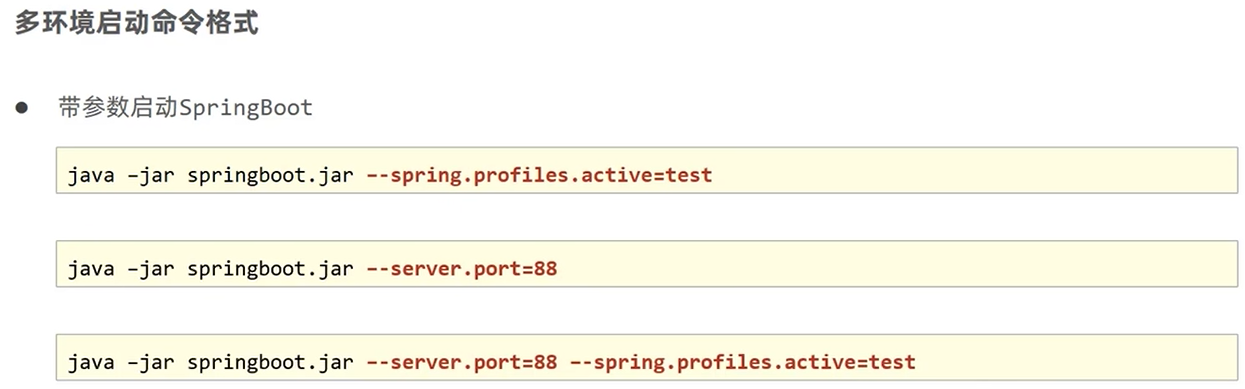 多环境启动命令格式
● 带参数启动SpringBoot
java –jar springboot.jar --spring.profiles.active=test
java –jar springboot.jar --server.port=88
java –jar springboot.jar --server.port=88 --spring.profiles.active=test